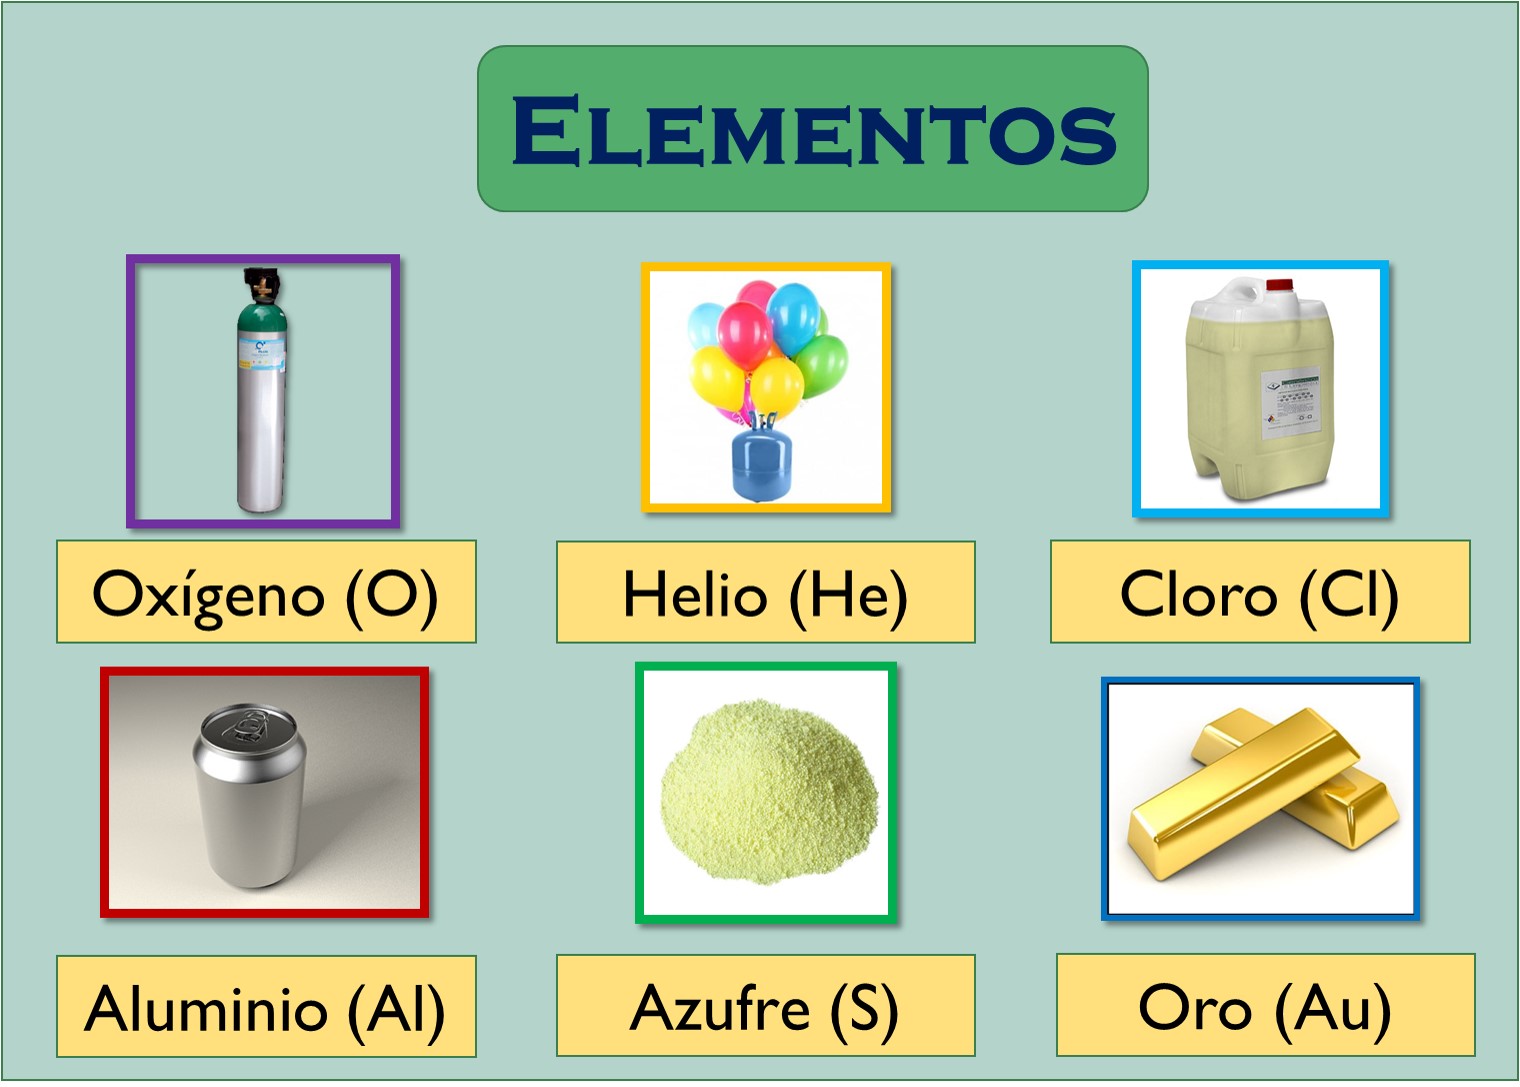 Elementos
Oxígeno (O)
Helio (He)
Cloro (Cl)
Aluminio (Al)
Azufre (S)
Oro (Au)